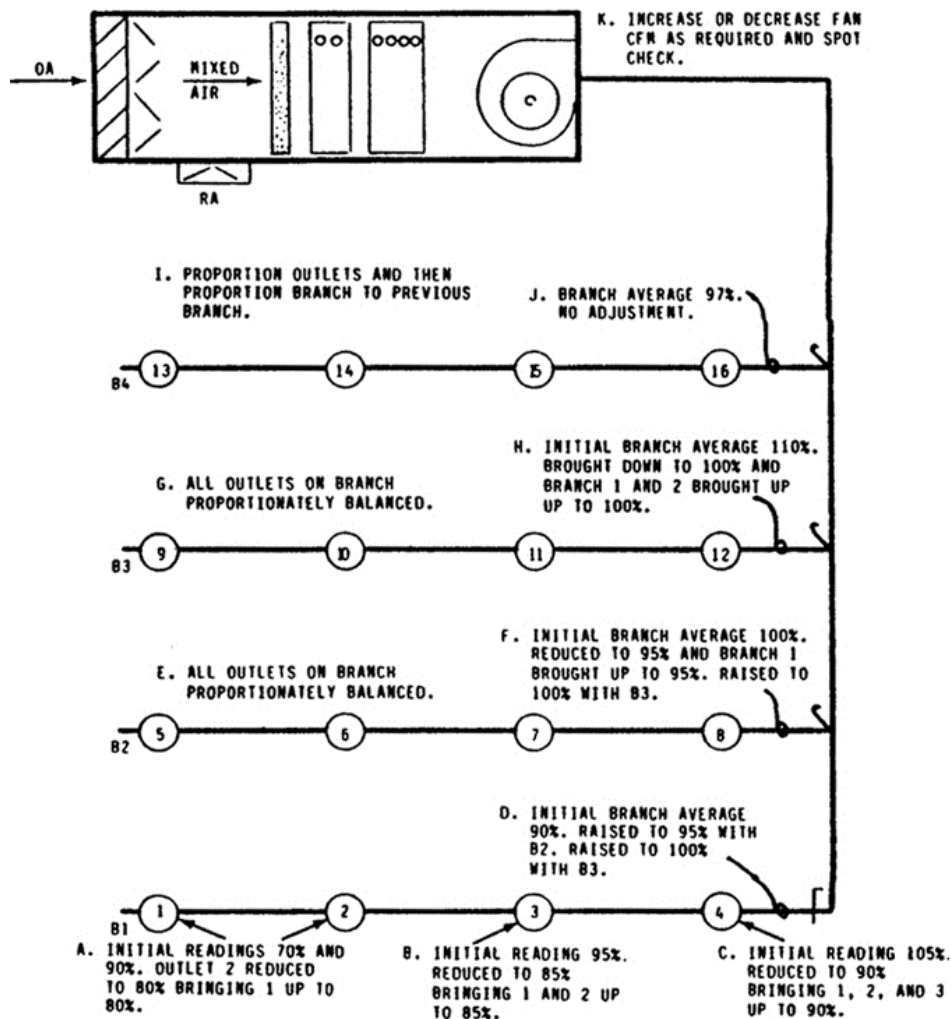 K. INCREASE OR DECREASE FAN
CFM AS REQUIRED AND SPOT
CHECK.
OA
MIXED
AIR
RA
I. PROPORTION OUTLETS AND THEN
PROPORTION BRANCH TO PREVIOUS
BRANCH.
J. BRANCH AVERAGE 97%.
NO ADJUSTMENT.
B4
13
14
15
16
G. ALL OUTLETS ON BRANCH
PROPORTIONATELY BALANCED.
H. INITIAL BRANCH AVERAGE 110%.
BROUGHT DOWN TO 100% AND
BRANCH 1 AND 2 BROUGHT UP
UP TO 100%.
B3
9
10
11
12
E. ALL OUTLETS ON BRANCH
PROPORTIONATELY BALANCED.
F. INITIAL BRANCH AVERAGE 100%.
REDUCED TO 95% AND BRANCH 1
BROUGHT UP TO 95%. RAISED TO
100% WITH B3.
B2
5
6
7
8
D. INITIAL BRANCH AVERAGE
90%. RAISED TO 95% WITH
B2. RAISED TO 100%
WITH B3.
B1
1
2
3
4
A. INITIAL READINGS 70% AND
90%. OUTLET 2 REDUCED
TO 80% BRINGING 1 UP TO
80%.
B. INITIAL READING 95%.
REDUCED TO 85%
BRINGING 1 AND 2 UP
TO 85%.
C. INITIAL READING 105%.
REDUCED TO 90%
BRINGING 1, 2, AND 3
UP TO 90%.